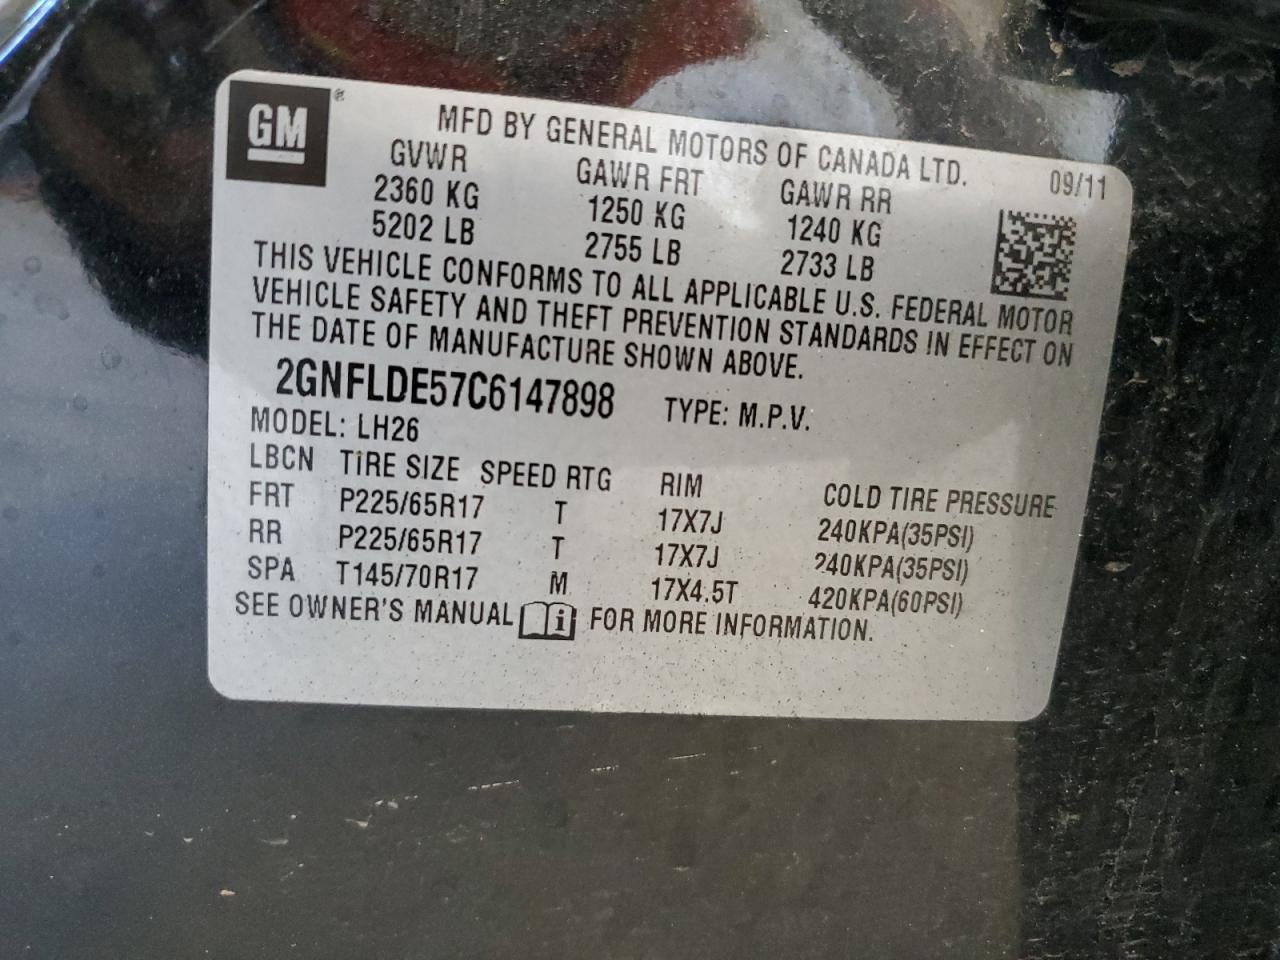 GM ®
MFD BY GENERAL MOTORS OF CANADA LTD.
GVWR GAWR FRT GAWR RR 09/11
2360 KG 1250 KG 1240 KG
5202 LB 2755 LB 2733 LB
THIS VEHICLE CONFORMS TO ALL APPLICABLE U.S. FEDERAL MOTOR
VEHICLE SAFETY AND THEFT PREVENTION STANDARDS IN EFFECT ON
THE DATE OF MANUFACTURE SHOWN ABOVE.
2GNFLDE57C6147898 TYPE: M.P.V.
MODEL: LH26
LBCN TIRE SIZE SPEED RTG RIM COLD TIRE PRESSURE
FRT P225/65R17 T 17X7J 240KPA(35PSI)
RR P225/65R17 T 17X7J 240KPA(35PSI)
SPA T145/70R17 M 17X4.5T 420KPA(60PSI)
SEE OWNER'S MANUAL i FOR MORE INFORMATION.